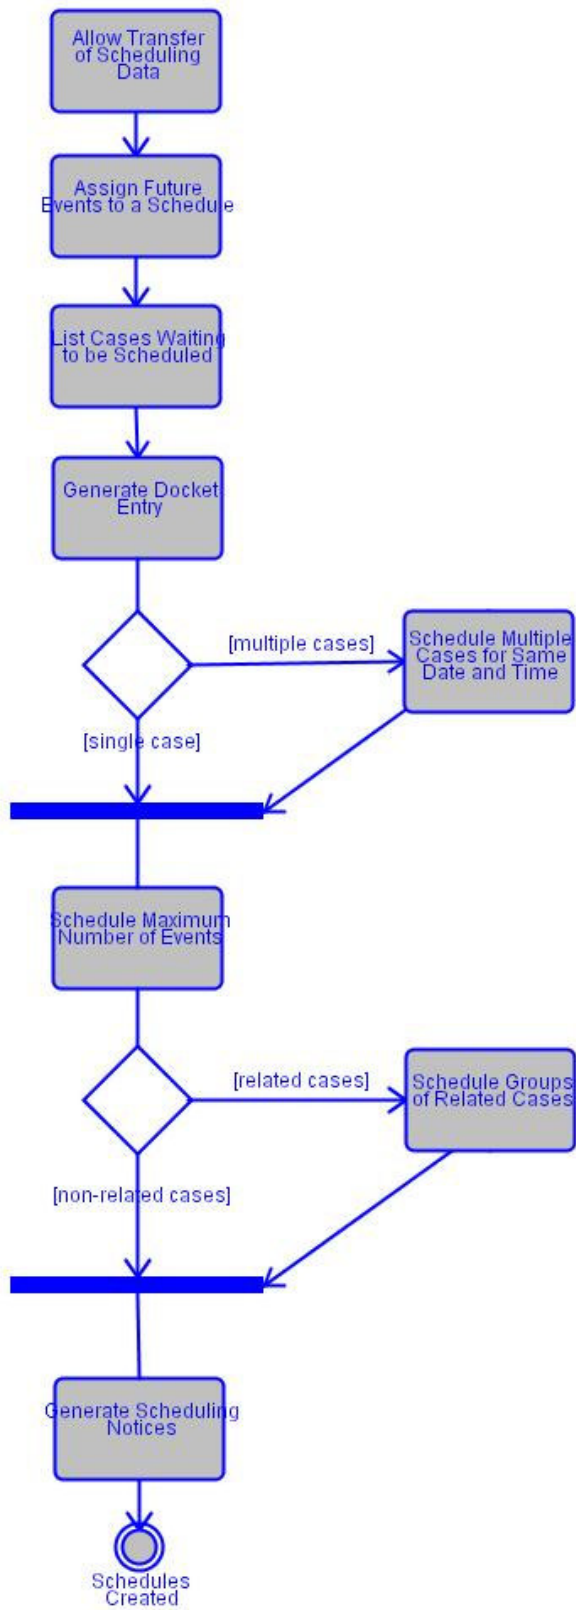 Allow Transfer
of Scheduling
Data
Assign Future
Events to a Schedule
List Cases Waiting
to be Scheduled
Generate Docket
Entry
[multiple cases]
Schedule Multiple
Cases for Same
Date and Time
[single case]
Schedule Maximum
Number of Events
[related cases]
Schedule Groups
of Related Cases
[non-related cases]
Generate Scheduling
Notices
Schedules
Created